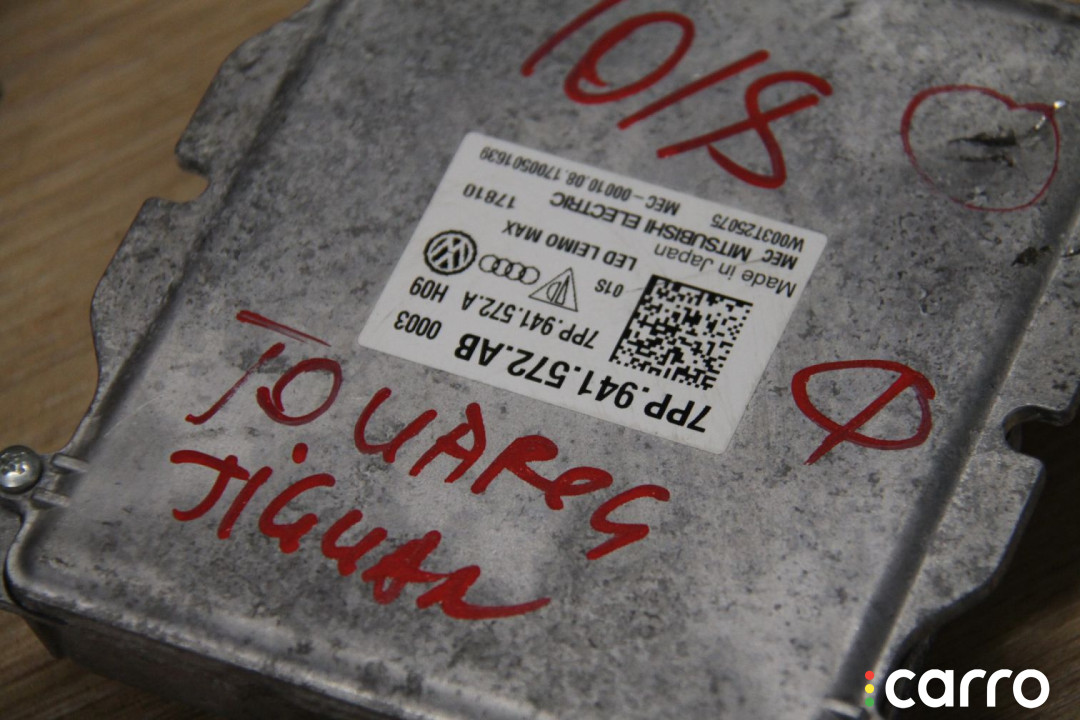 10/8
7PP.941.572.AB 0003
7PP.941.572.A H09
01S
LED LEIMO MAX
Made in Japan
MEC MITSUBISHI ELECTRIC 17810
W003T25075 MEC-00010.08.1700501639
TOUAREG
TIGUAN
carro